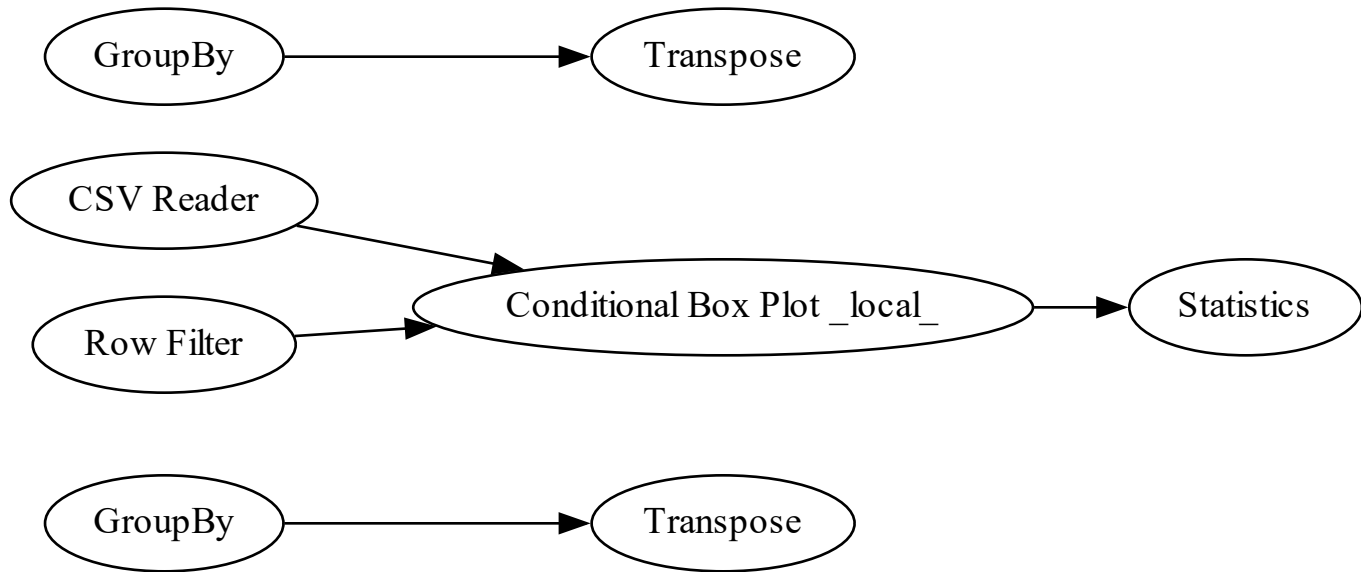 GroupBy
Transpose
CSV Reader
Row Filter
Conditional Box Plot _local_
Statistics
GroupBy
Transpose